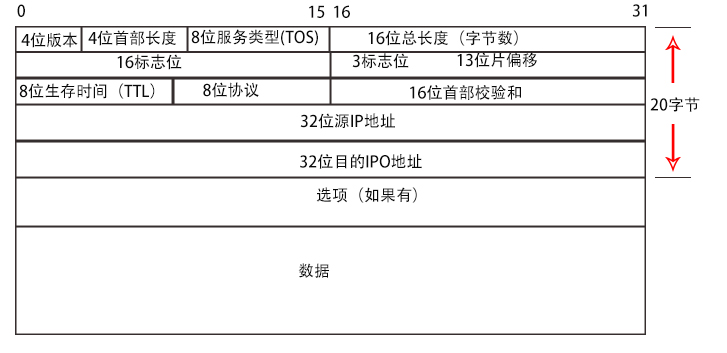 0 15 16 31
4位版本 4位首部长度 8位服务类型(TOS) 16位总长度（字节数）
16标志位 3标志位 13位片偏移
8位生存时间（TTL） 8位协议 16位首部校验和
20字节
32位源IP地址
32位目的IPO地址
选项（如果有）
数据